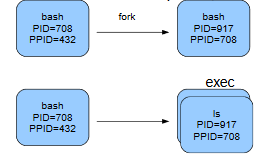 bash
PID=708
PPID=432
fork
bash
PID=917
PPID=708
exec
bash
PID=708
PPID=432
ls
PID=917
PPID=708